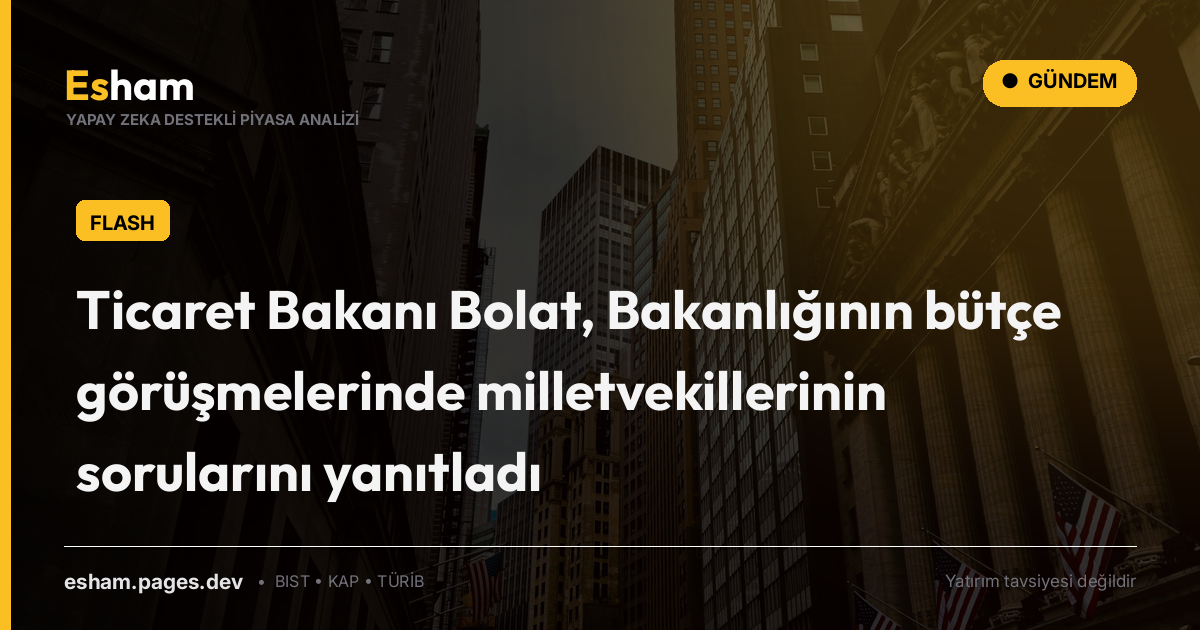 Esham
YAPAY ZEKA DESTEKLİ PİYASA ANALİZİ
● GÜNDEM
FLASH
Ticaret Bakanı Bolat, Bakanlığının bütçe
görüşmelerinde milletvekillerinin
sorularını yanıtladı
esham.pages.dev • BIST • KAP • TÜRİB
Yatırım tavsiyesi değildir